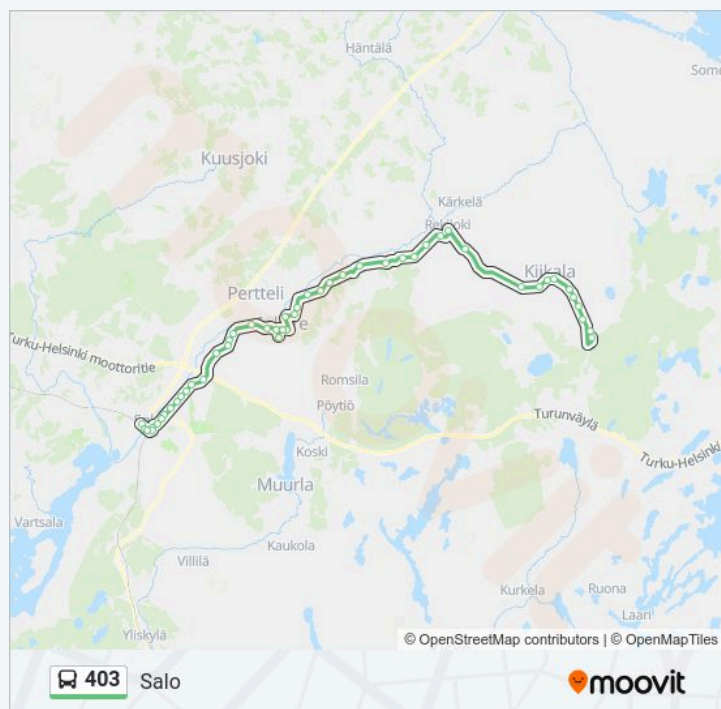 Häntälä
Some
Kuusjoki
Kärkelä
Rekijoki
Kiikala
Pertteli
Turku-Helsinki moottoritie
Romsila
Pöytiö
Turunväylä
Koski
Turku-Helsinki
Muurla
Vartsala
Kaukola
Villilä
Kurkela
Ruona
Laari
Yliskylä
© OpenStreetMap contributors | © OpenMapTiles
403 Salo
moovit